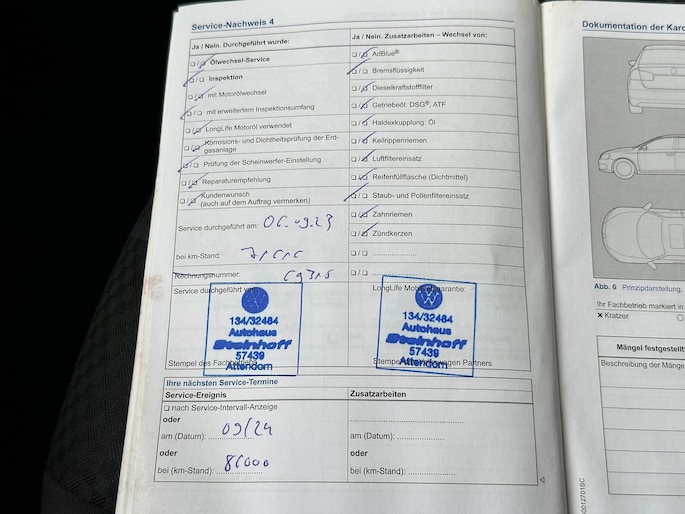 Service-Nachweis 4
Ja / Nein. Durchgeführt wurde:
Ölwechsel-Service
Inspektion
mit Motorölwechsel
mit erweitertem Inspektionsumfang
LongLife Motoröl verwendet
Korrosions- und Dichtheitsprüfung der Erd-
gasanlage
Prüfung der Scheinwerfer-Einstellung
Reparaturempfehlung
Kundenwunsch
(auch auf dem Auftrag vermerken)
Service durchgeführt am: 06.09.23
bei km-Stand:
Rechnungsnummer:
Service durchgeführt von:
134/32484
Autohaus
Steinhoff
57439
Attendorn
Stempel des
Ja / Nein. Zusatzarbeiten – Wechsel von:
AdBlue®
Bremsflüssigkeit
Dieselkraftstofffilter
Getriebeöl: DSG®, ATF
Haldexkupplung: Öl
Keilrippenriemen
Luftfiltereinsatz
Reifenfüllflasche (Dichtmittel)
Staub- und Pollenfiltereinsatz
Zahnriemen
Zündkerzen
LongLife Mobilitätsgarantie:
134/32484
Autohaus
Steinhoff
57439
Attendorn
Partners
Ihre nächsten Service-Termine
Service-Ereignis
nach Service-Intervall-Anzeige
oder
am (Datum): 09/24
oder
bei (km-Stand):
Zusatzarbeiten
am (Datum):
oder
bei (km-Stand):
Dokumentation der Karo
Abb. 6 Prinzipdarstellung.
Ihr Fachbetrieb markiert in
× Kratzer
Mängel festgestellt
Beschreibung der Mänge